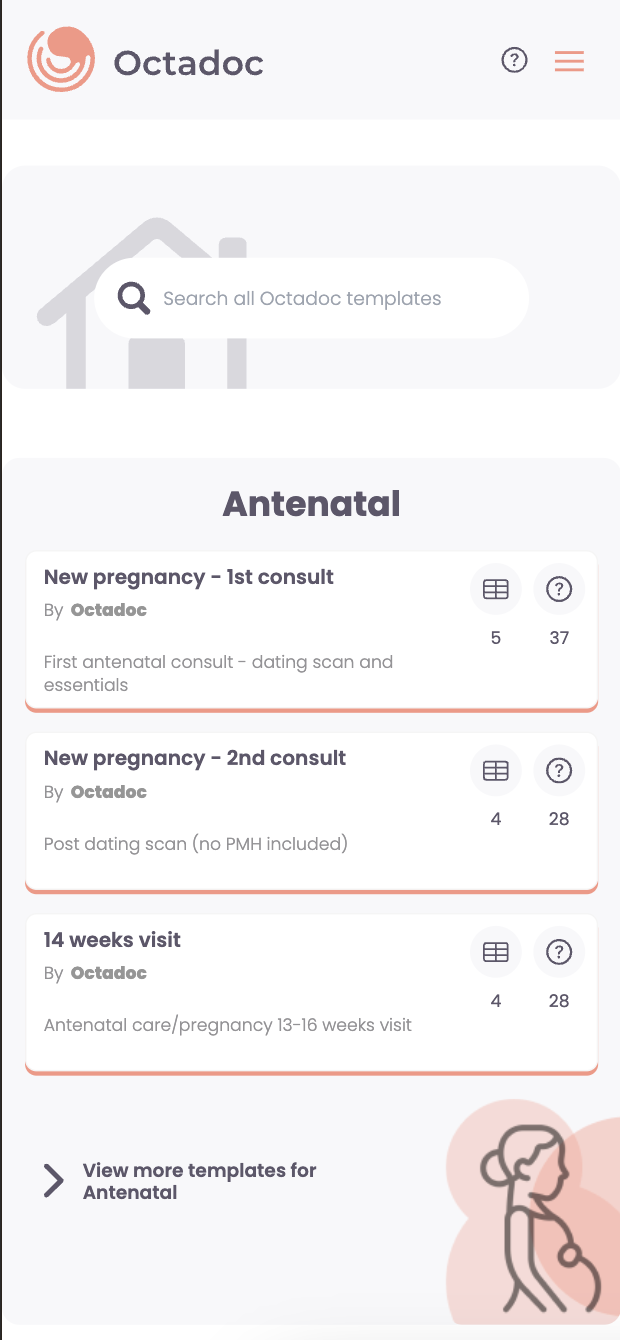 Octadoc
?
Search all Octadoc templates
Antenatal
New pregnancy - 1st consult
By Octadoc
?
5
37
First antenatal consult - dating scan and
essentials
New pregnancy - 2nd consult
By Octadoc
?
4
28
Post dating scan (no PMH included)
14 weeks visit
By Octadoc
?
4
28
Antenatal care/pregnancy 13-16 weeks visit
View more templates for
Antenatal